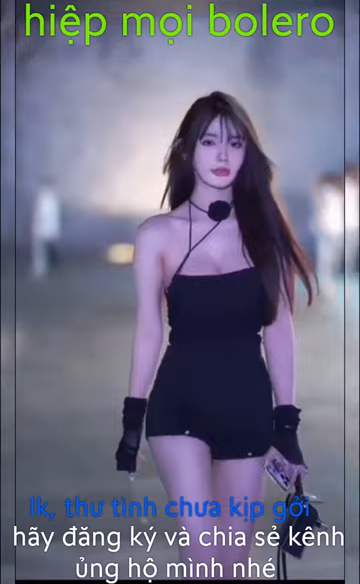 hiệp mọi bolero
lk, thư tình chưa kịp gởi
hãy đăng ký và chia sẻ kênh
ủng hộ mình nhé